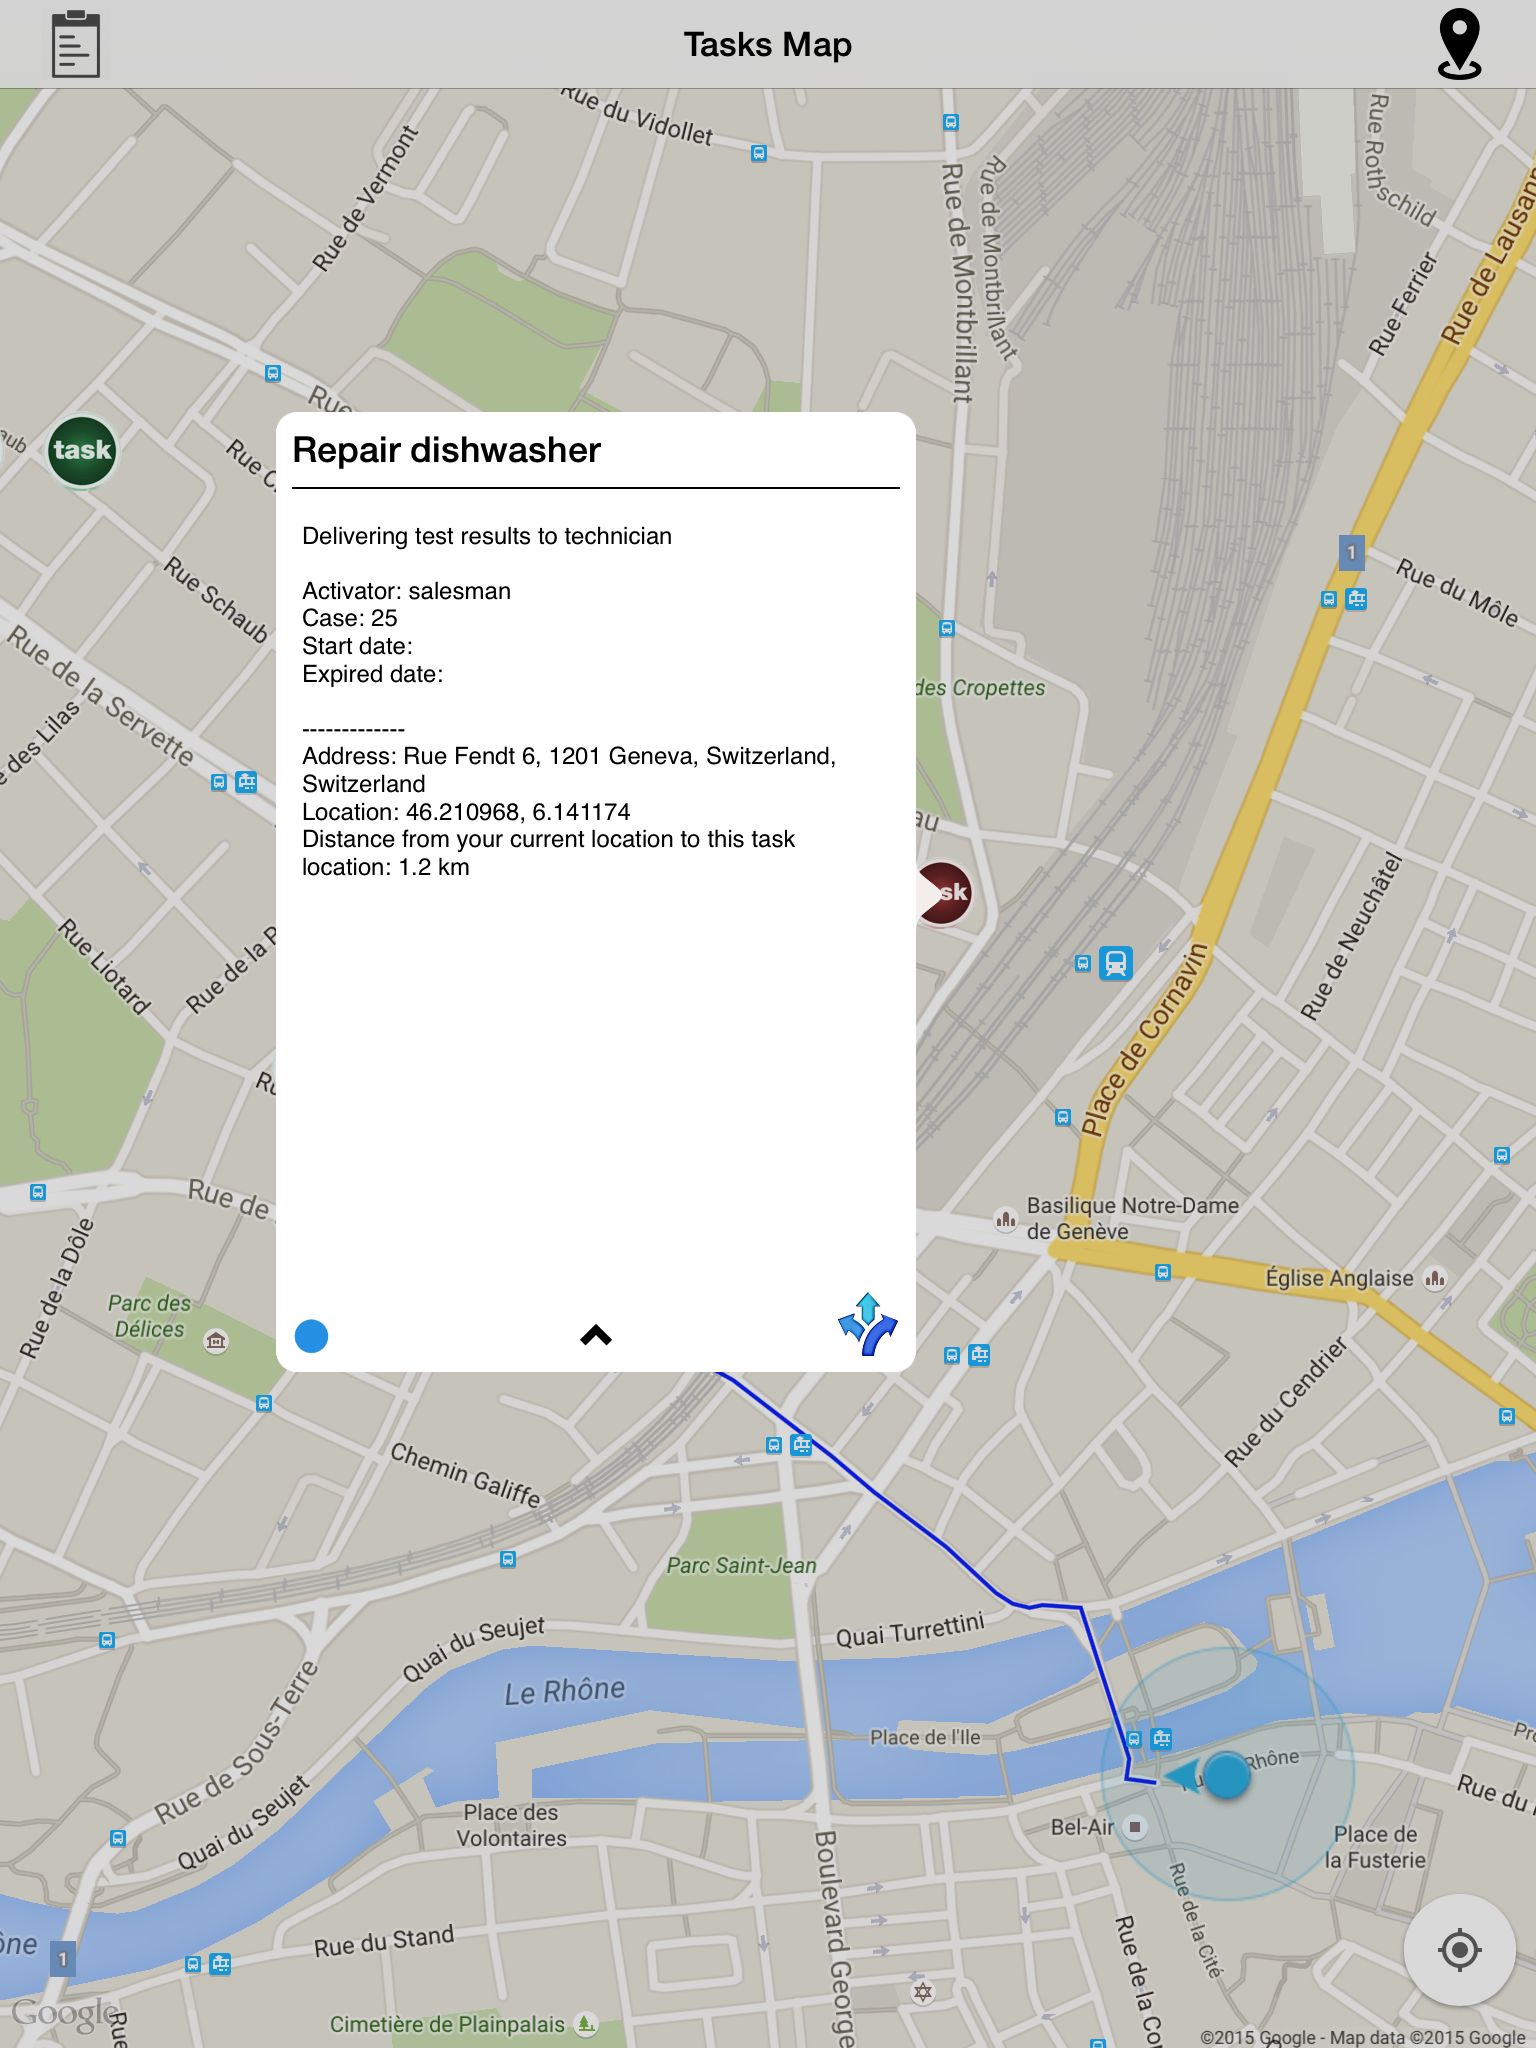 Tasks Map
Rue du Vidollet
Rue de Vermont
Rue de Montbrillant
R
Rue de Montbrillant
Rue Rothschild
Rue Ferrier
Rue de Lausann
Rue
task
Rue
Rue Schaub
Rue de la Servette
Repair dishwasher
Delivering test results to technician
Activator: salesman
Case: 25
Start date:
Expired date:
-------------
Address: Rue Fendt 6, 1201 Geneva, Switzerland,
Switzerland
Location: 46.210968, 6.141174
Distance from your current location to this task
location: 1.2 km
1
Rue du Môle
des Cropettes
e des Lilas
au
sk
Rue de Neuchâtel
Rue Liotard
Rue de la P
Place de Cornavin
Rue de
Rue de la Dôle
Basilique Notre-Dame
de Genève
Église Anglaise
Parc des
Délices
Rue du Cendrier
Chemin Galiffe
Parc Saint-Jean
Quai du Seujet
Quai Turrettini
Le Rhône
Rue de Sous-Terre
Place de l'Ile
Rhône
Quai du Seujet
Place des
Volontaires
Bel-Air
Place de
la Fusterie
Rue du
Boulevard George
Rue de la Cité
Rue de la Co
Rue du Stand
ône
1
Google
Rue
Cimetière de Plainpalais
©2015 Google - Map data ©2015 Google